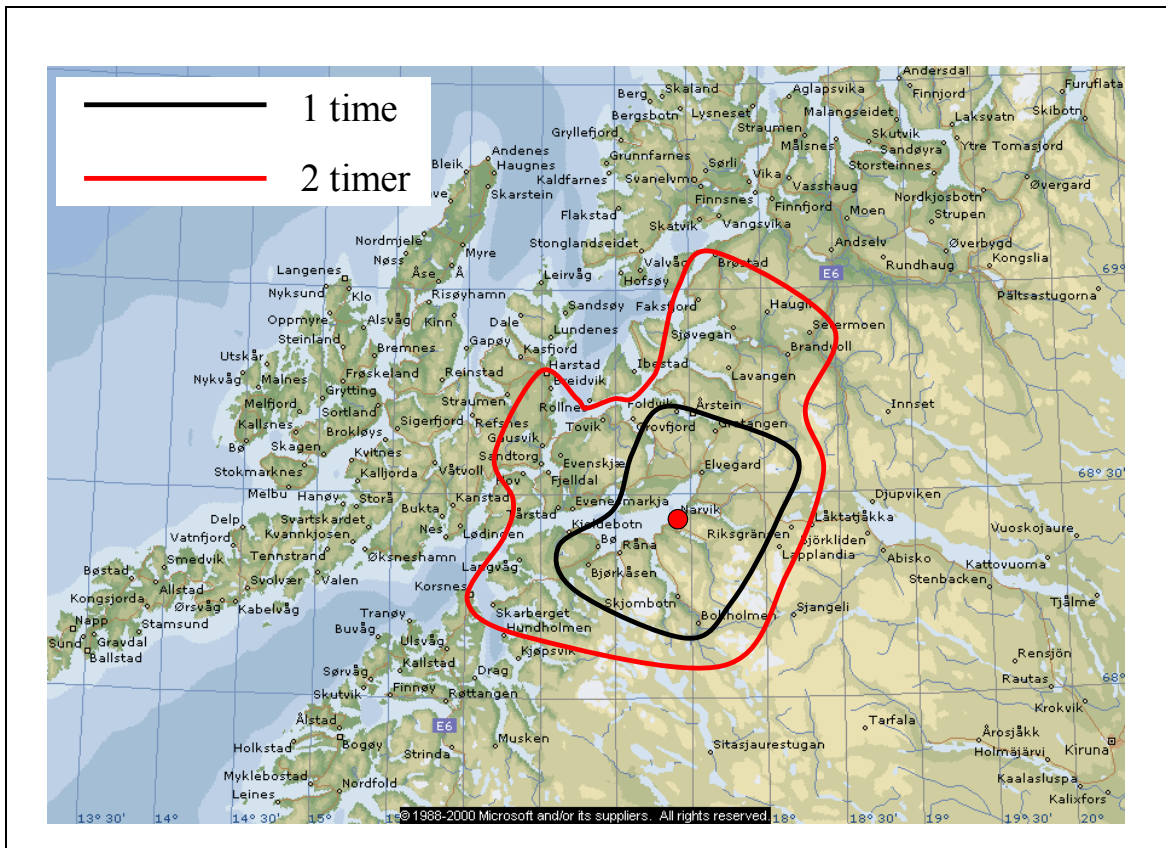 1 time
2 timer
Andersdal
Berg
Skaland
Aglapsvika
Finnjord
Furuflata
Bergsbotn
Lysneset
Malangseidet
Laksvatn
Skibotn
Gryllefjord
Straumen
Skutvik
Målsnes
Sandøyra
Ytre Tomasjord
Andenes
Bleik
Haugnes
Grunnfarnes
Sørli
Storsteinnes
Kaldfarnes
Svanelvmo
Vika
Vasshaug
Øvergard
Skarstein
Finnsnes
Finnfjord
Nordkjosbotn
Flakstad
Skatvik
Vangsvika
Moen
Strupen
Nordmjele
Stonglandseidet
Andselv
Øverbygd
Nøss
Myre
Valvåg
Brøstad
Rundhaug
Kongslia
Langenes
Åse
Å
Leirvåg
Hofsøy
E6
69°
Nyksund
Klo
Risøyhamn
Sandsøy
Faksfjord
Pältsastugorna
Oppmyre
Alsvåg
Kinn
Dale
Lundenes
Steinland
Sjøvegan
Setermoen
Utskår
Bremnes
Gapøy
Kasfjord
Brandvoll
Nykvåg
Malnes
Frøskeland
Reinstad
Harstad
Ibestad
Lavangen
Grytting
Breidvik
Melfjord
Sortland
Straumen
Rollnes
Foldvik
Årstein
Innset
Kallsnes
Brokløys
Sigerfjord
Refsnes
Tovik
Grovfjord
Gratangen
Bø
Skagen
Kvitnes
Gausvik
Sandtorg
Stokmarknes
Kalljorda
Våtvoll
Evenskjær
Elvegard
68° 30'
Melbu
Hanøy
Storå
Kanstad
Hov
Fjelldal
Evenesmarkja
Djupviken
Delp
Svartskardet
Bukta
Tårstad
Narvik
Vatnfjord
Kvannkjosen
Nes
Lødingen
Kjeldebotn
Låktatjåkka
Vuoskojaure
Smedvik
Tennstrand
Øksneshamn
Bø
Råna
Riksgränsen
Björkliden
Bøstad
Valen
Langvåg
Lapplandia
Abisko
Kattovuoma
Kongsjorda
Allstad
Svolvær
Korsnes
Bjørkåsen
Stenbacken
Napp
Ørsvåg
Kabelvåg
Tranøy
Skarberget
Skjombotn
Sjangeli
Tjålme
Sund
Gravdal
Stamsund
Buvåg
Ulsvåg
Hundholmen
Bokholmen
Ballstad
Kallstad
Kjøpsvik
Rensjön
Sørvåg
Drag
Rautas
68°
Skutvik
Finnøy
Røttangen
Krokvik
Ålstad
E6
Tarfala
Holkstad
Bogøy
Strinda
Musken
Sitasjaurestugan
Årosjåkk
Kiruna
Holmäjärvi
Myklebostad
Nordfold
Kaalasluspa
Leines
Kalixfors
13° 30'
14°
14° 30'
15°
© 1988-2000 Microsoft and/or its suppliers. All rights reserved.
18°
18° 30'
19°
19° 30'
20°